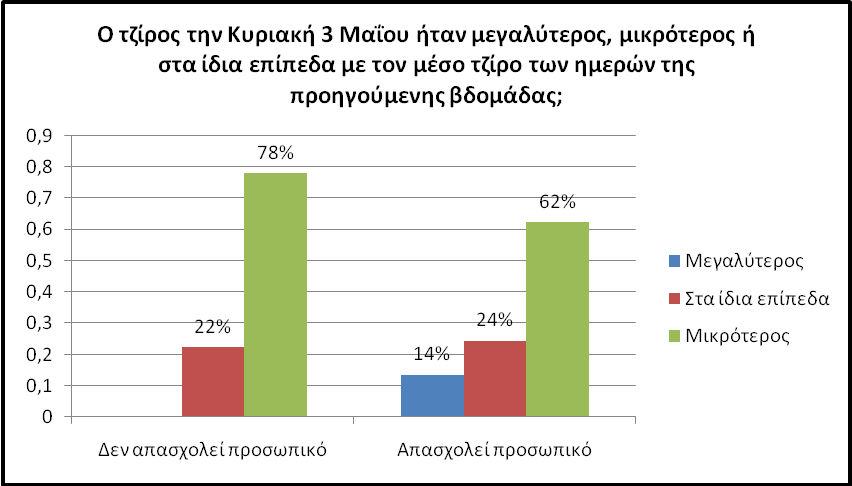 Ο τζίρος την Κυριακή 3 Μαΐου ήταν μεγαλύτερος, μικρότερος ή
στα ίδια επίπεδα με τον μέσο τζίρο των ημερών της
προηγούμενης βδομάδας;
0,9
0,8
0,7
0,6
0,5
0,4
0,3
0,2
0,1
0
78%
22%
62%
24%
14%
Δεν απασχολεί προσωπικό
Απασχολεί προσωπικό
Μεγαλύτερος
Στα ίδια επίπεδα
Μικρότερος